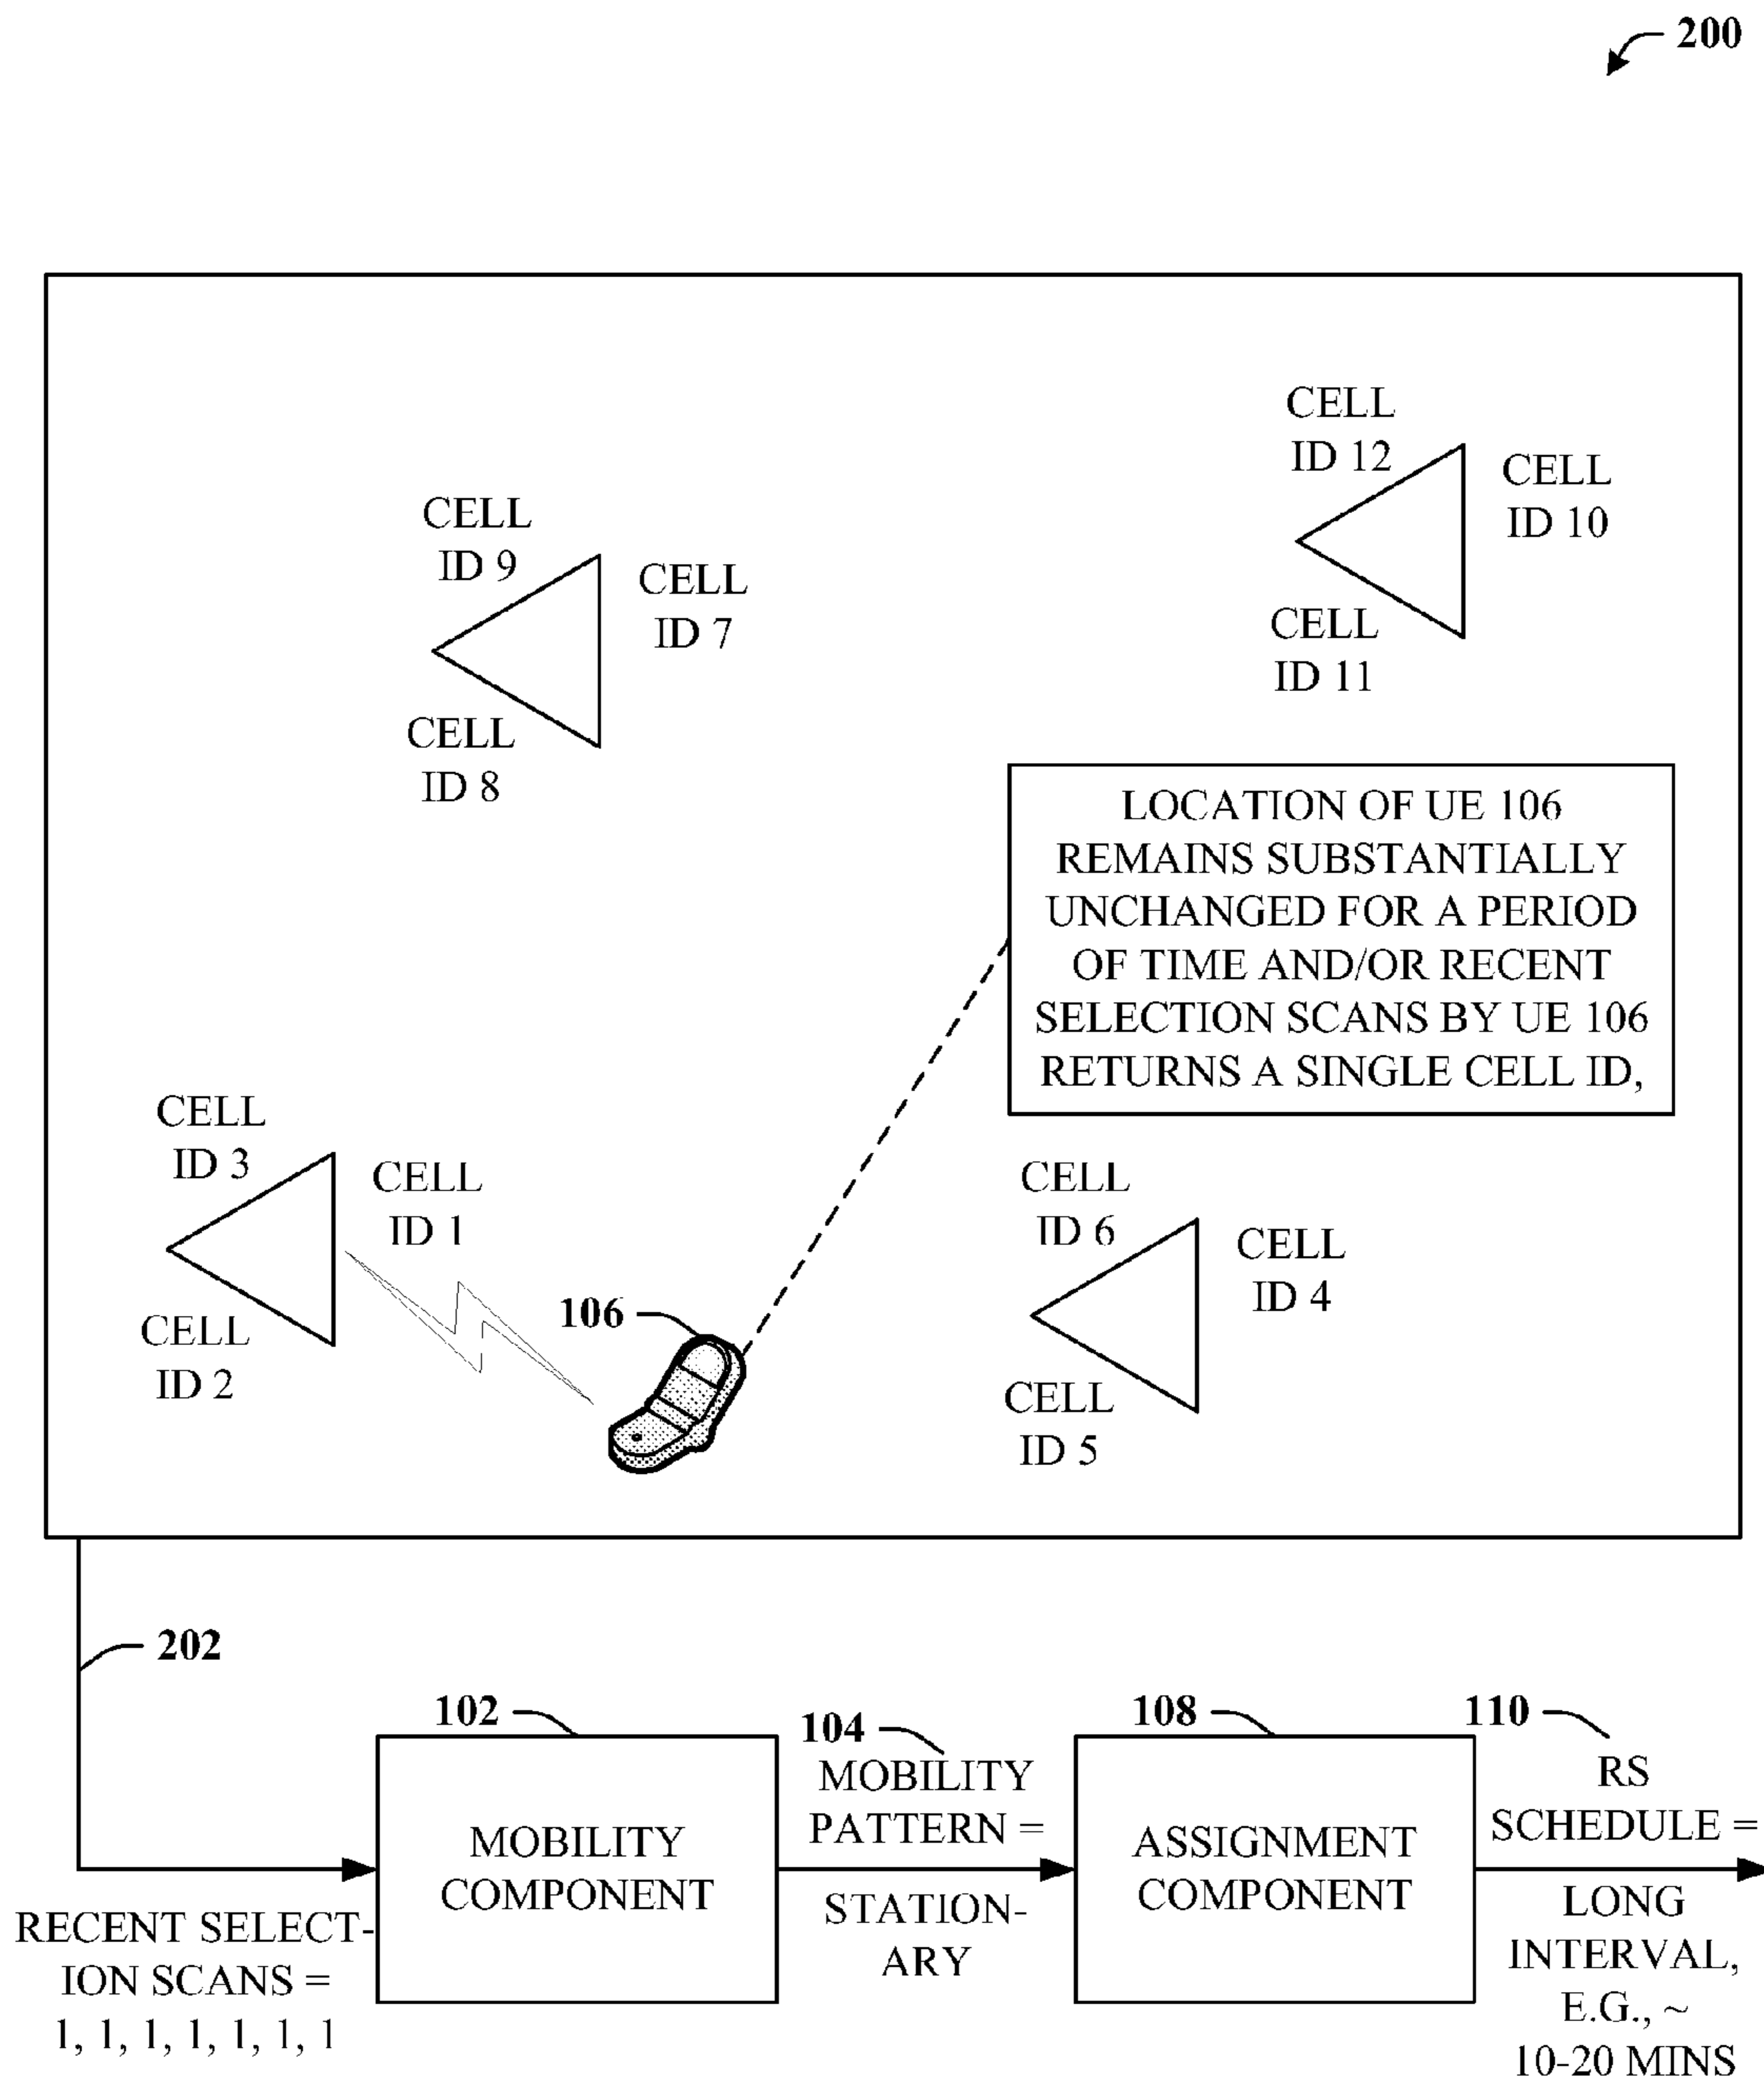 200
CELL
ID 12
CELL
ID 10
CELL
ID 11
CELL
ID 9
CELL
ID 7
CELL
ID 8
LOCATION OF UE 106
REMAINS SUBSTANTIALLY
UNCHANGED FOR A PERIOD
OF TIME AND/OR RECENT
SELECTION SCANS BY UE 106
RETURNS A SINGLE CELL ID,
CELL
ID 3
CELL
ID 1
CELL
ID 2
CELL
ID 6
CELL
ID 4
CELL
ID 5
106
202
RECENT SELECT-
ION SCANS =
1, 1, 1, 1, 1, 1, 1
102
MOBILITY
COMPONENT
104
MOBILITY
PATTERN =
STATION-
ARY
108
ASSIGNMENT
COMPONENT
110
RS
SCHEDULE =
LONG
INTERVAL,
E.G., ~
10-20 MINS